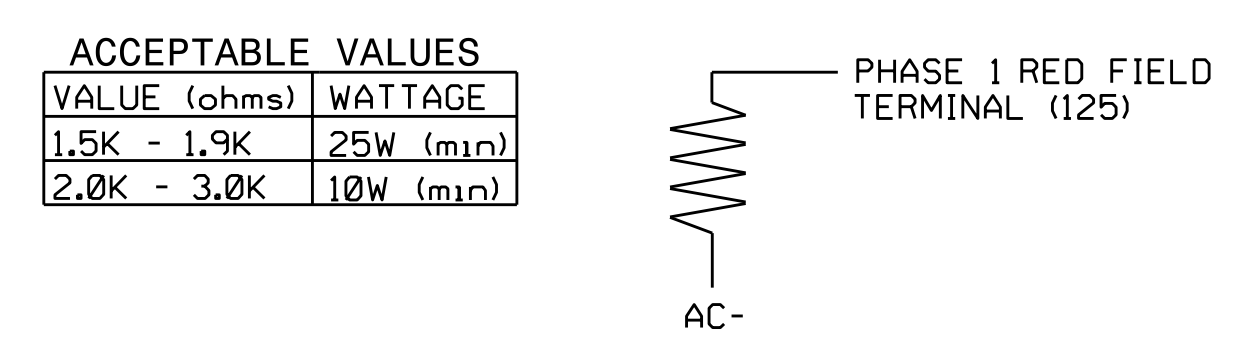 ACCEPTABLE VALUES
VALUE (ohms) WATTAGE
1.5K - 1.9K 25W (min)
2.0K - 3.0K 10W (min)
PHASE 1 RED FIELD
TERMINAL (125)
AC-